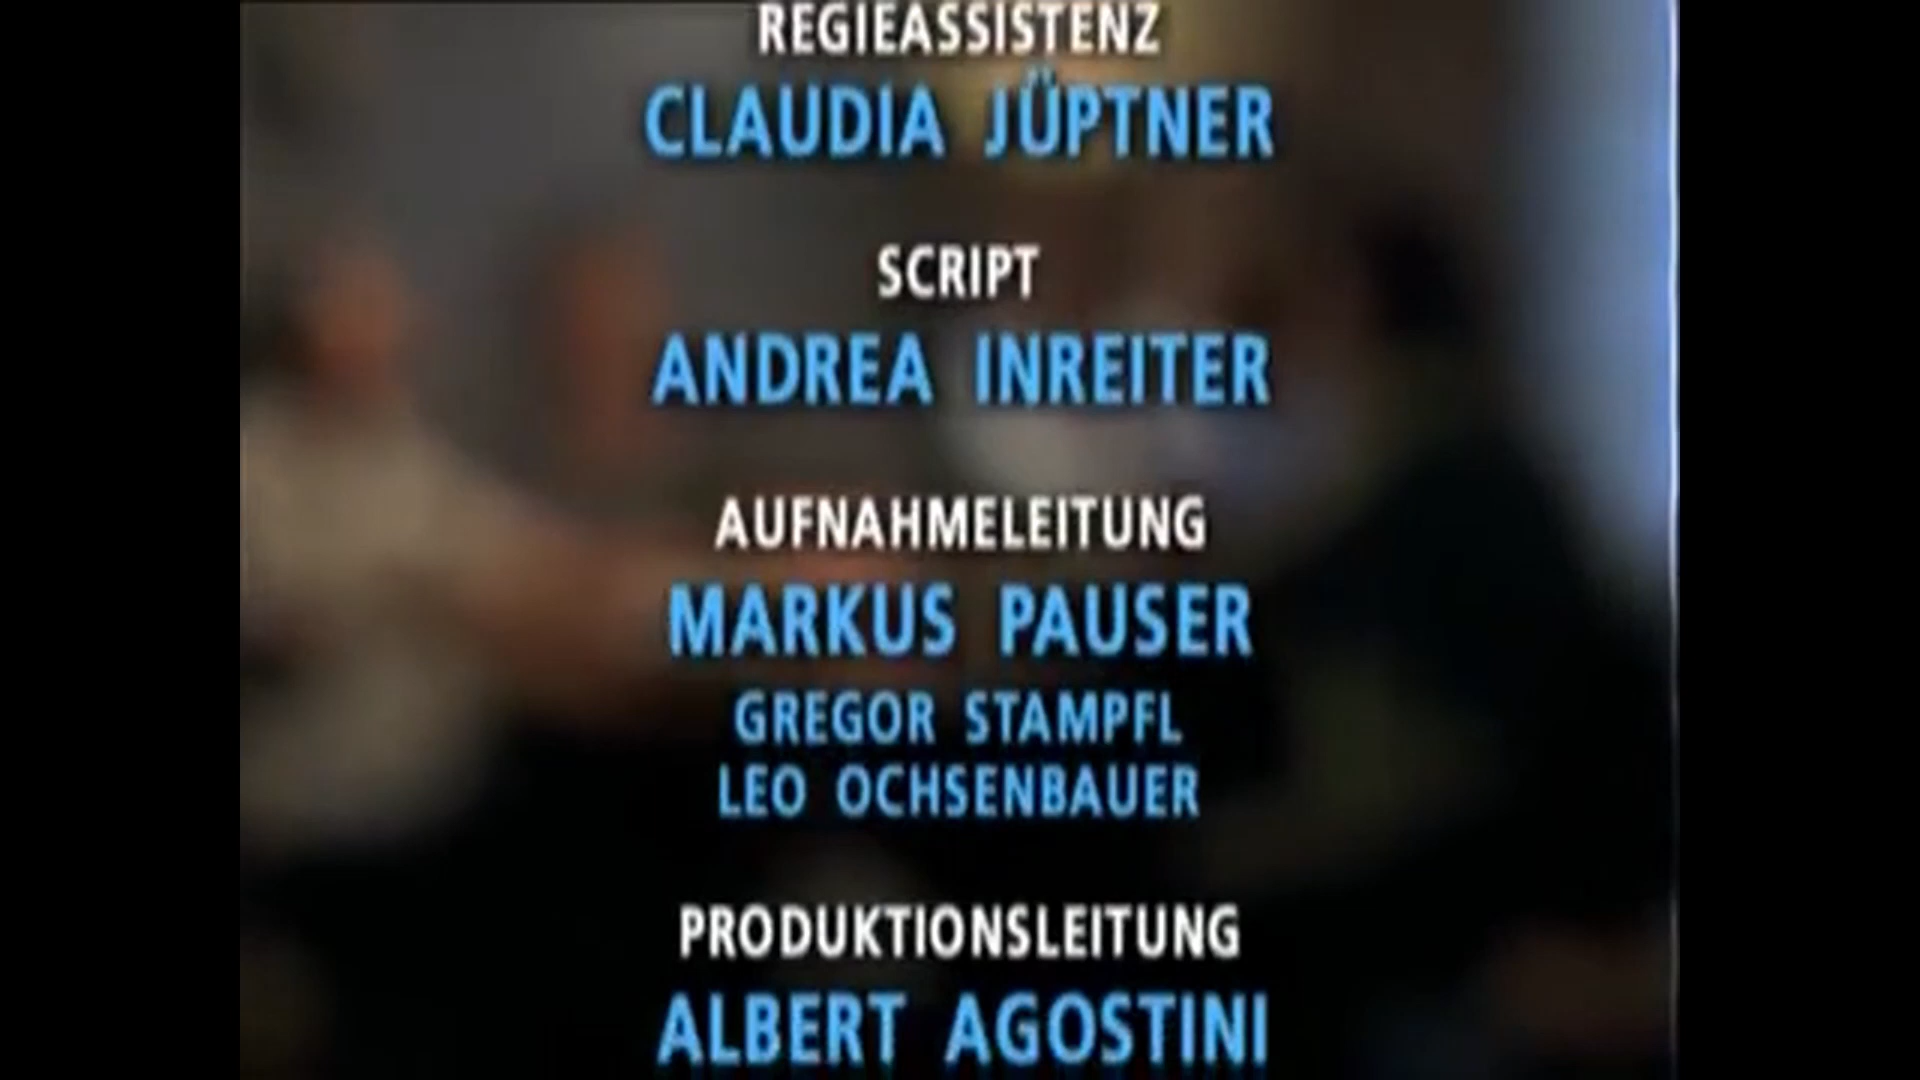 REGIEASSISTENZ
CLAUDIA JÜPTNER
SCRIPT
ANDREA INREITER
AUFNAHMELEITUNG
MARKUS PAUSER
GREGOR STAMPFL
LEO OCHSENBAUER
PRODUKTIONSLEITUNG
ALBERT AGOSTINI